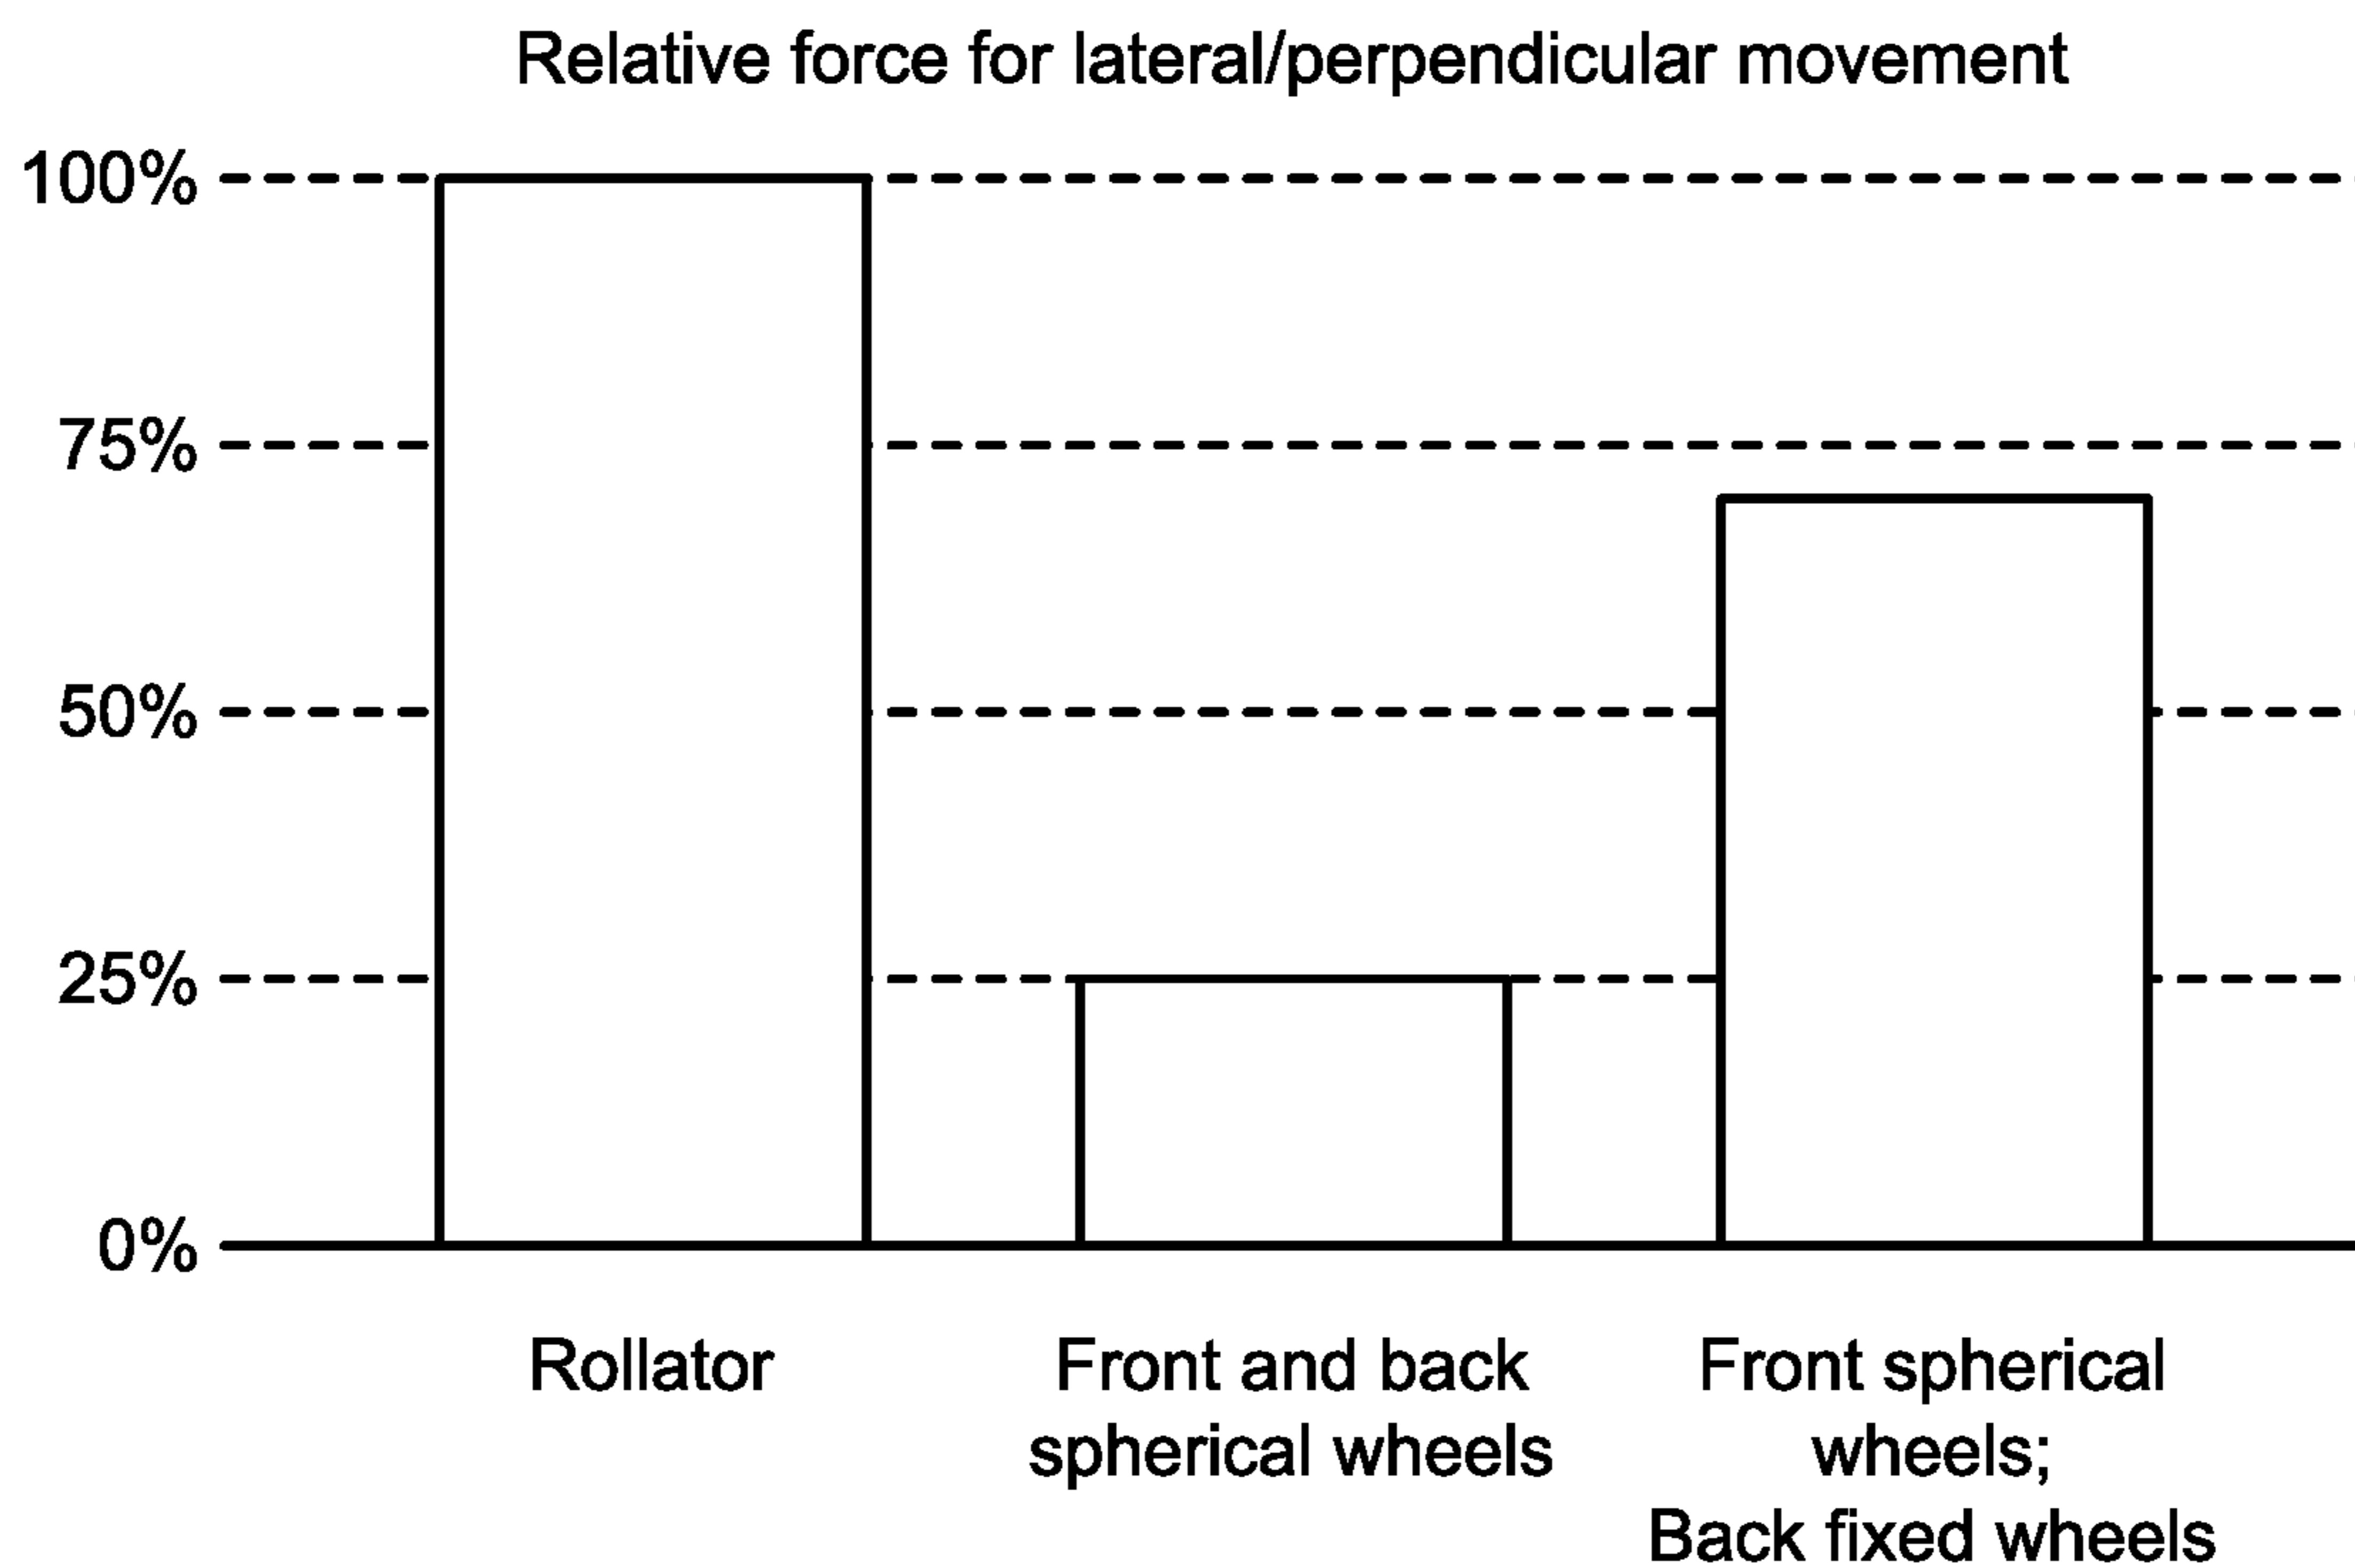 Relative force for lateral/perpendicular movement
100%
75%
50%
25%
0%
Rollator
Front and back
spherical wheels
Front spherical
wheels;
Back fixed wheels